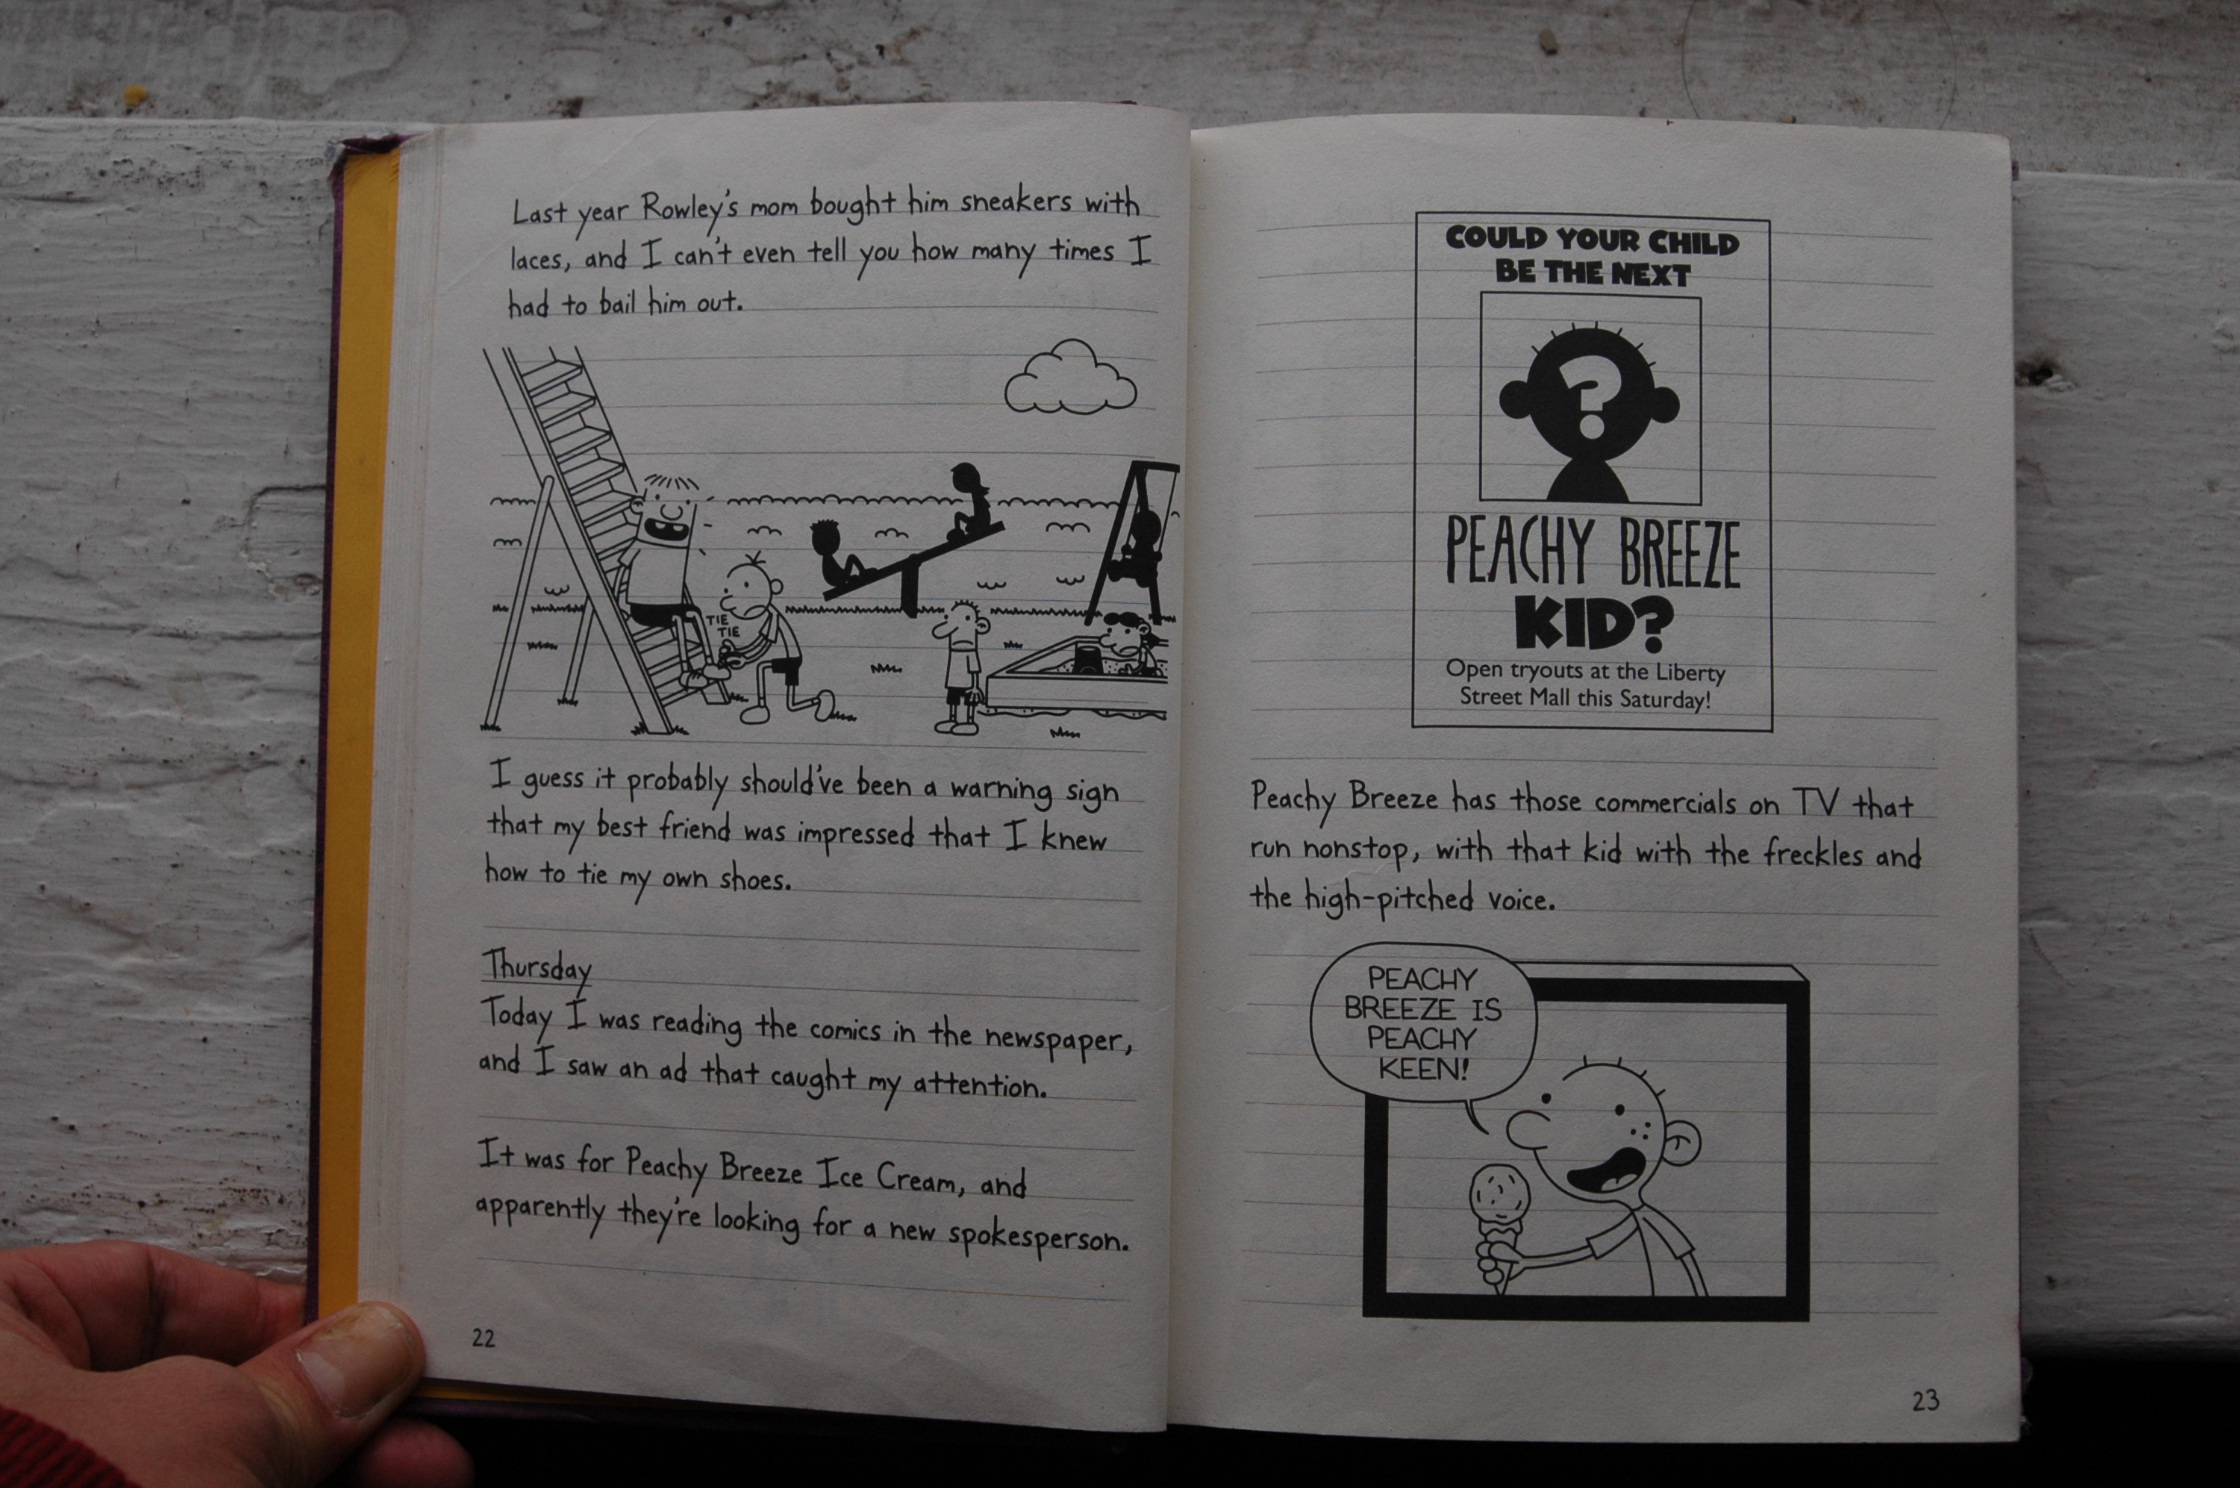 Last year Rowley's mom bought him sneakers with
laces, and I can't even tell you how many times I
had to bail him out.
TIE
TIE
I guess it probably should've been a warning sign
that my best friend was impressed that I knew
how to tie my own shoes.
Thursday
Today I was reading the comics in the newspaper,
and I saw an ad that caught my attention.
It was for Peachy Breeze Ice Cream, and
apparently they're looking for a new spokesperson.
22
COULD YOUR CHILD
BE THE NEXT
?
PEACHY BREEZE
KID?
Open tryouts at the Liberty
Street Mall this Saturday!
Peachy Breeze has those commercials on TV that
run nonstop, with that kid with the freckles and
the high-pitched voice.
PEACHY
BREEZE IS
PEACHY
KEEN!
23